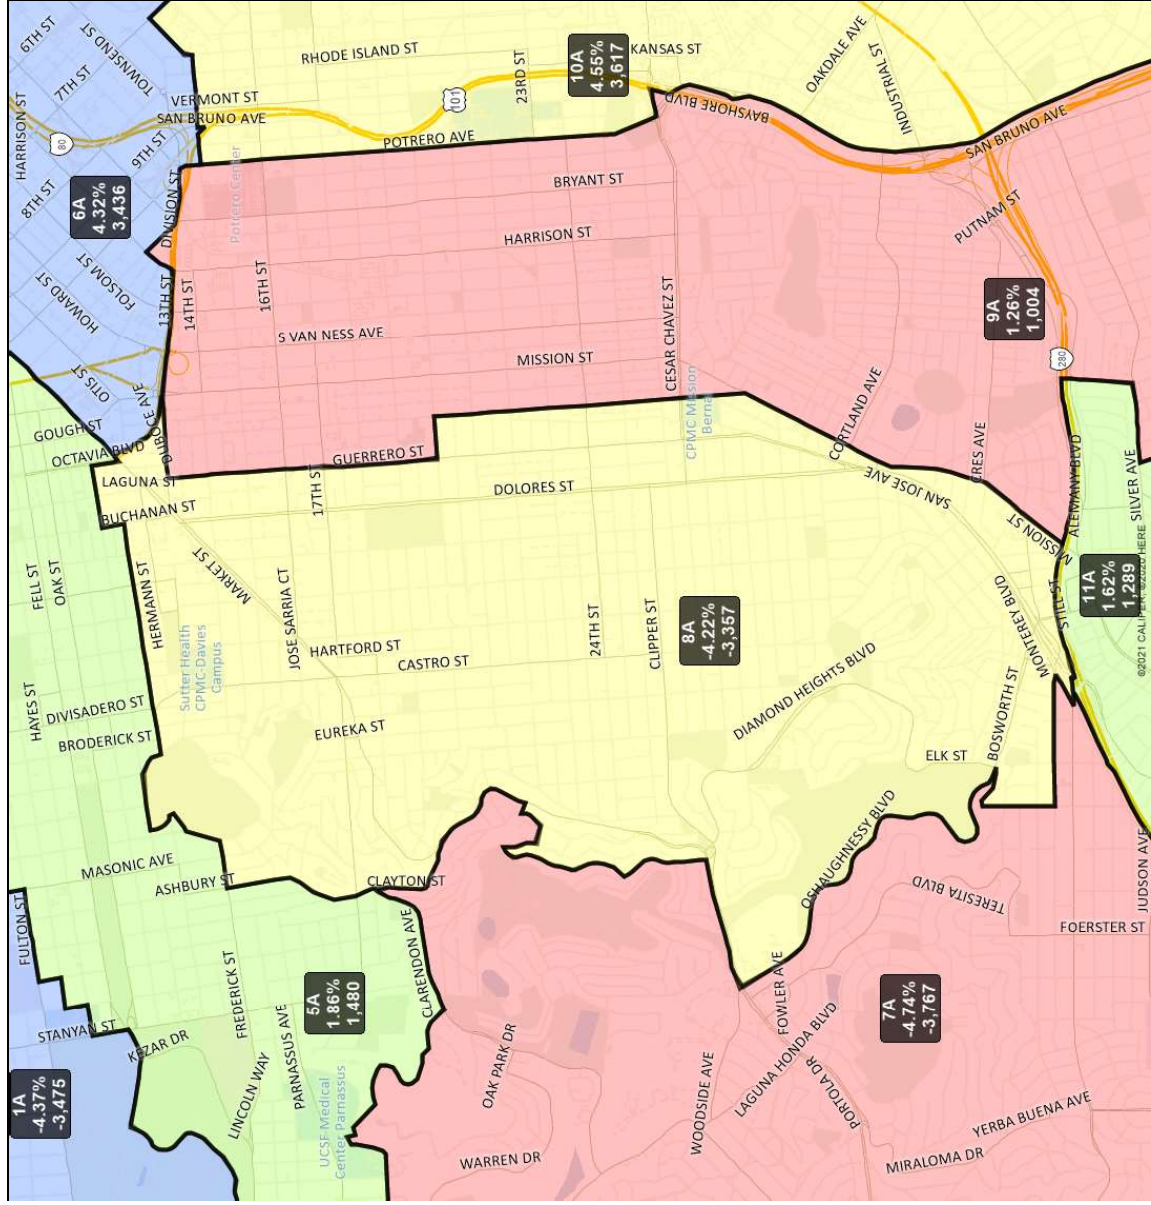 6TH ST
TOWNSEND ST
7TH ST
HARRISON ST
80
9TH ST
8TH ST
6A
4.32%
3,436
DIVISION ST
FOLSOM ST
HOWARD ST
13TH ST
14TH ST
OTIS ST
DUBOCE AVE
GOUGH ST
OCTAVIA BLVD
LAGUNA ST
BUCHANAN ST
RHODE ISLAND ST
VERMONT ST
SAN BRUNO AVE
101
23RD ST
10A
4.55%
3,617
KANSAS ST
OAKDALE AVE
INDUSTRIAL ST
BAYSHORE BLVD
POTRERO AVE
Potrero Center
BRYANT ST
HARRISON ST
16TH ST
S VAN NESS AVE
MISSION ST
CESAR CHAVEZ ST
CPMC Mission
Berna
SAN BRUNO AVE
PUTNAM ST
9A
1.26%
1,004
280
CORTLAND AVE
CRES AVE
GUERRERO ST
17TH ST
DOLORES ST
SAN JOSE AVE
MISSION ST
ALEMANY BLVD
SILVER AVE
©2021 CALIPER; ©2020 HERE
11A
1.62%
1,289
STILL ST
MONTEREY BLVD
FELL ST
OAK ST
HERMANN ST
MARKET ST
JOSE SARRIA CT
HARTFORD ST
CASTRO ST
24TH ST
CLIPPER ST
8A
-4.22%
-3,357
Sutter Health
CPMC-Davies
Campus
HAYES ST
DIVISADERO ST
BRODERICK ST
EUREKA ST
DIAMOND HEIGHTS BLVD
BOSWORTH ST
ELK ST
MASONIC AVE
ASHBURY ST
CLAYTON ST
OSHAUGHNESSY BLVD
TERESITA BLVD
JUDSON AVE
FOERSTER ST
FULTON ST
STANYAN ST
KEZAR DR
FREDERICK ST
5A
1.86%
1,480
CLARENDON AVE
PARNASSUS AVE
LINCOLN WAY
UCSF Medical
Center Parnassus
1A
-4.37%
-3,475
OAK PARK DR
WARREN DR
WOODSIDE AVE
FOWLER AVE
LAGUNA HONDA BLVD
PORTOLA DR
7A
-4.74%
-3,767
YERBA BUENA AVE
MIRALOMA DR